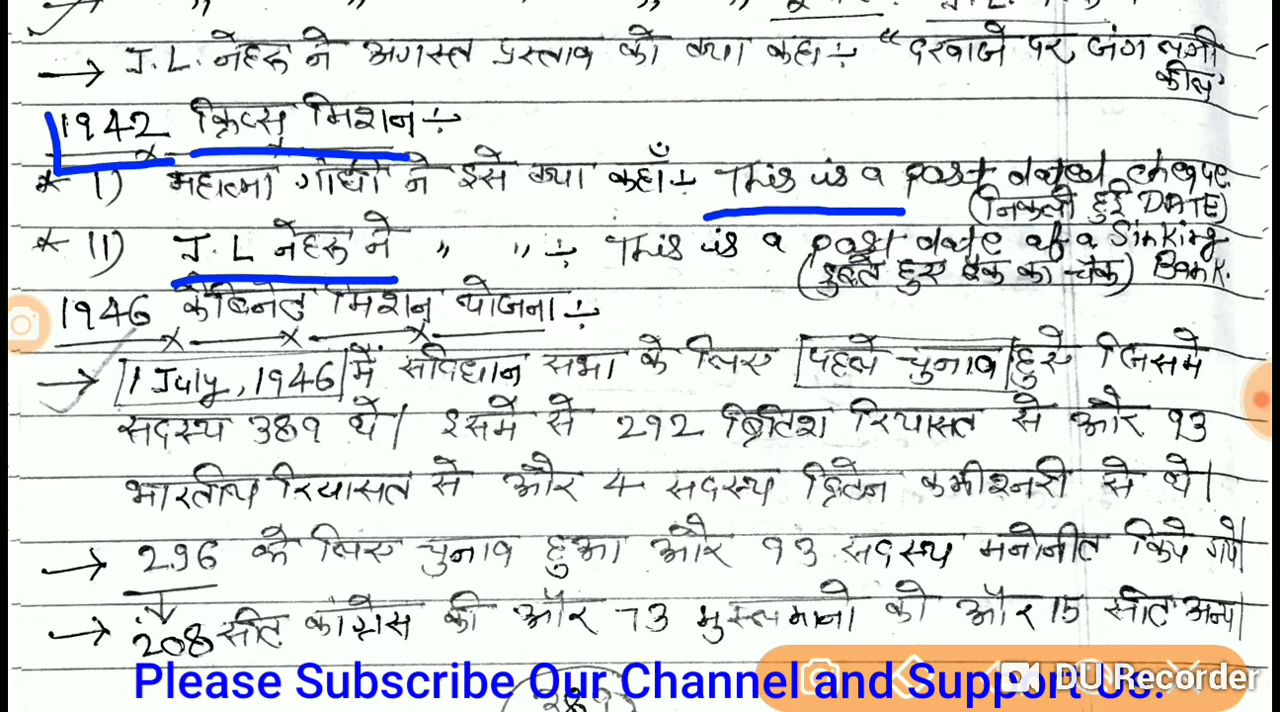 → J.L. नेहरू ने अगस्त प्रस्ताव को क्या कहा ÷ “दरवाजे पर जंग लगी
कील”
1942 क्रिप्स मिशन ÷
* I) महात्मा गाँधी ने इसे क्या कहाँ ÷ This is a post dated cheque
(निकली हुई DATE)
* II) J.L नेहरू ने " " ÷ This is a post date of a Sinking
(डुबते हुए बैंक का चैक) Bank.
1946 केबिनेट मिशन योजना ÷
→ 1 July, 1946 में संविधान सभा के लिए पहले चुनाव हुऐ जिसमे
सदस्य 389 थे। इसमे से 292 ब्रिटिश रियासत से और 93
भारतीय रियासत से और 4 सदस्य ब्रिटेन कमीश्नरी से थे।
→ 296 के लिए चुनाव हुआ और 93 सदस्य मनोनीत किये गये
→ 208 सीट कांग्रेस की और 73 मुस्लमानो को और 15 सीट अन्य।
Please Subscribe Our Channel and Support Us.
DU Recorder